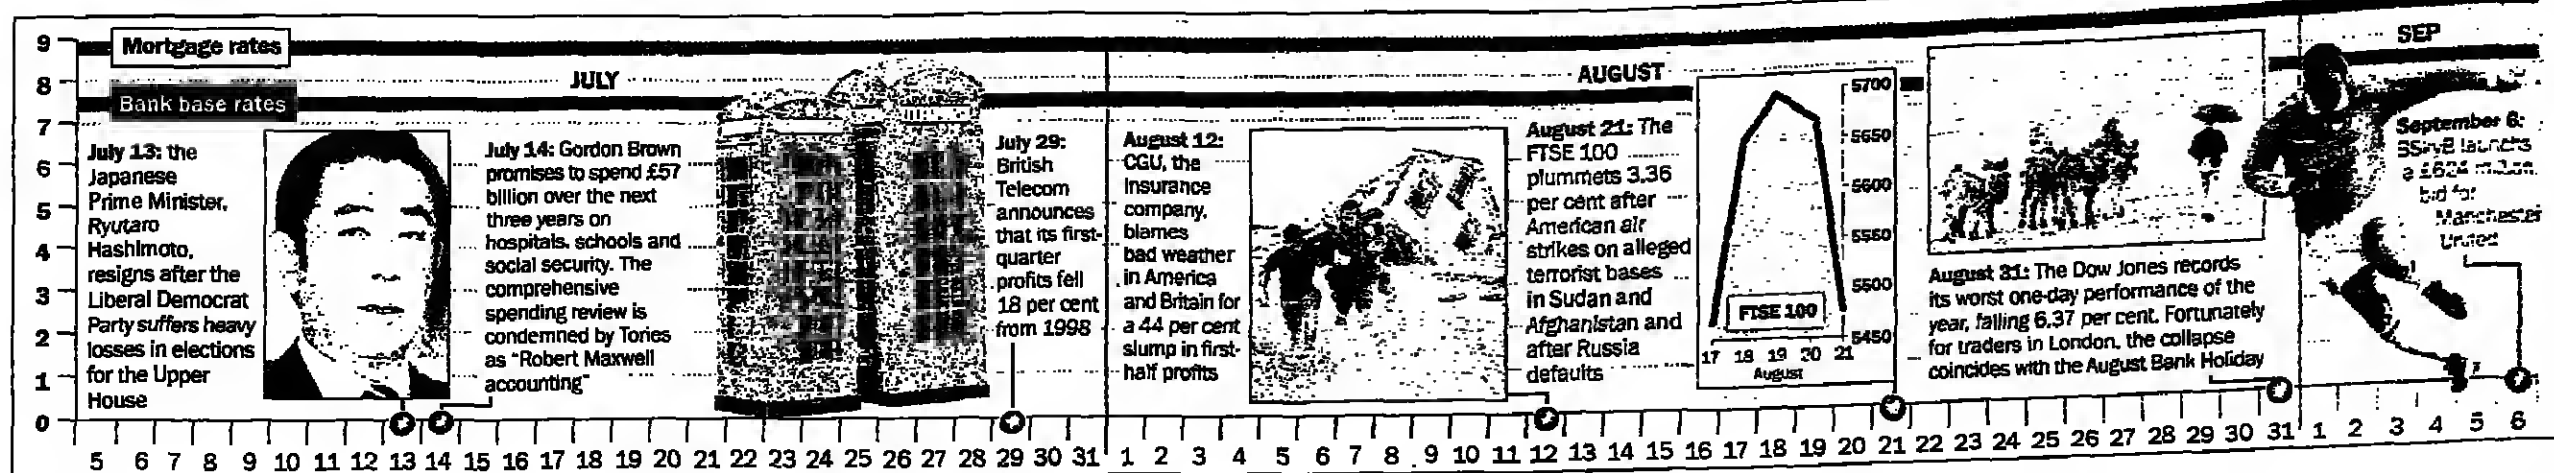 9
8
7
6
5
4
3
2
1
0
Mortgage rates
Bank base rates
JULY
AUGUST
SEP
July 13: the
Japanese
Prime Minister,
Ryutaro
Hashimoto,
resigns after the
Liberal Democrat
Party suffers heavy
losses in elections
for the Upper
House
July 14: Gordon Brown
promises to spend £57
billion over the next
three years on
hospitals, schools and
social security. The
comprehensive
spending review is
condemned by Tories
as "Robert Maxwell
accounting"
July 29:
British
Telecom
announces
that its first-
quarter
profits fell
18 per cent
from 1998
August 12:
CGU, the
insurance
company,
blames
bad weather
in America
and Britain for
a 44 per cent
slump in first-
half profits
August 21: The
FTSE 100
plummets 3.36
per cent after
American air
strikes on alleged
terrorist bases
in Sudan and
Afghanistan and
after Russia
defaults
5700
5650
5600
5550
5500
5450
FTSE 100
17 18 19 20 21
August
August 31: The Dow Jones records
its worst one-day performance of the
year, falling 6.37 per cent. Fortunately
for traders in London, the collapse
coincides with the August Bank Holiday
September 6:
BSkyB launches
a £624 million
bid for
Manchester
United
5 6 7 8 9 10 11 12 13 14 15 16 17 18 19 20 21 22 23 24 25 26 27 28 29 30 31 1 2 3 4 5 6 7 8 9 10 11 12 13 14 15 16 17 18 19 20 21 22 23 24 25 26 27 28 29 30 31 1 2 3 4 5 6